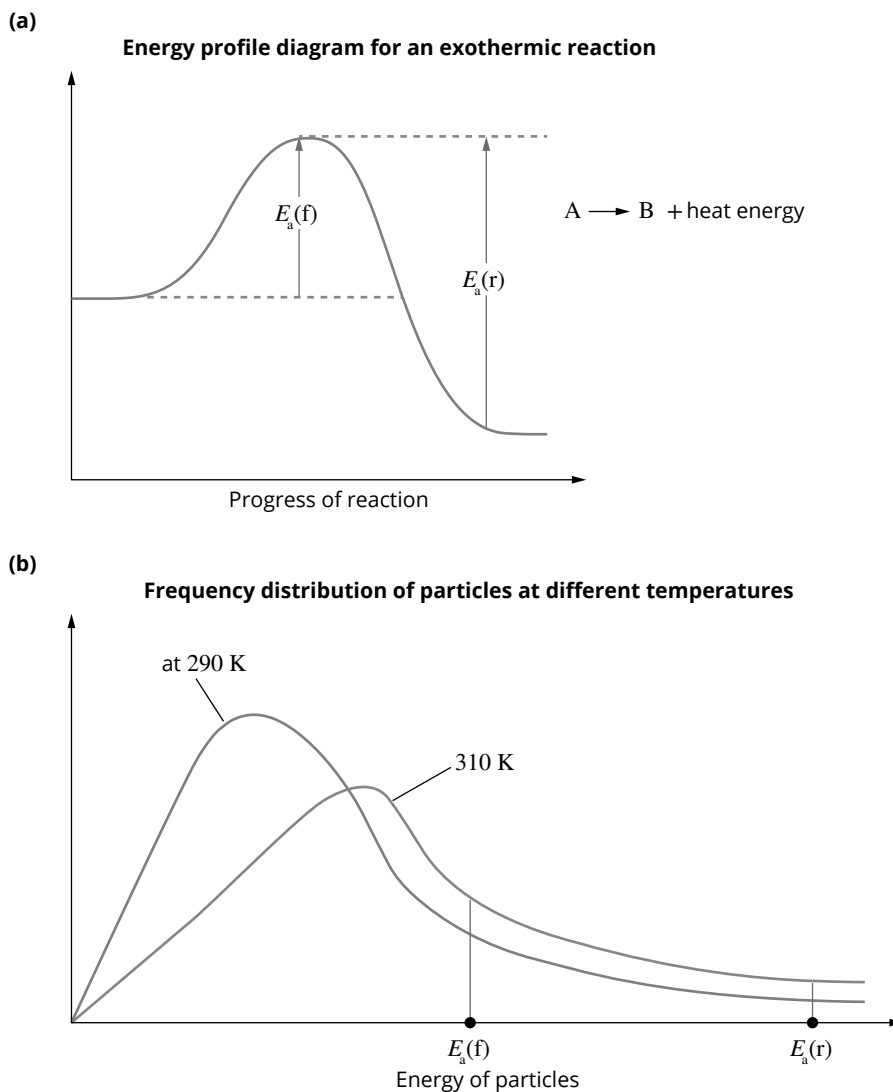 (a)
Energy profile diagram for an exothermic reaction
Eₐ(f)
A ⟶ B + heat energy
Eₐ(r)
Progress of reaction
(b)
Frequency distribution of particles at different temperatures
at 290 K
310 K
Eₐ(f)
Eₐ(r)
Energy of particles